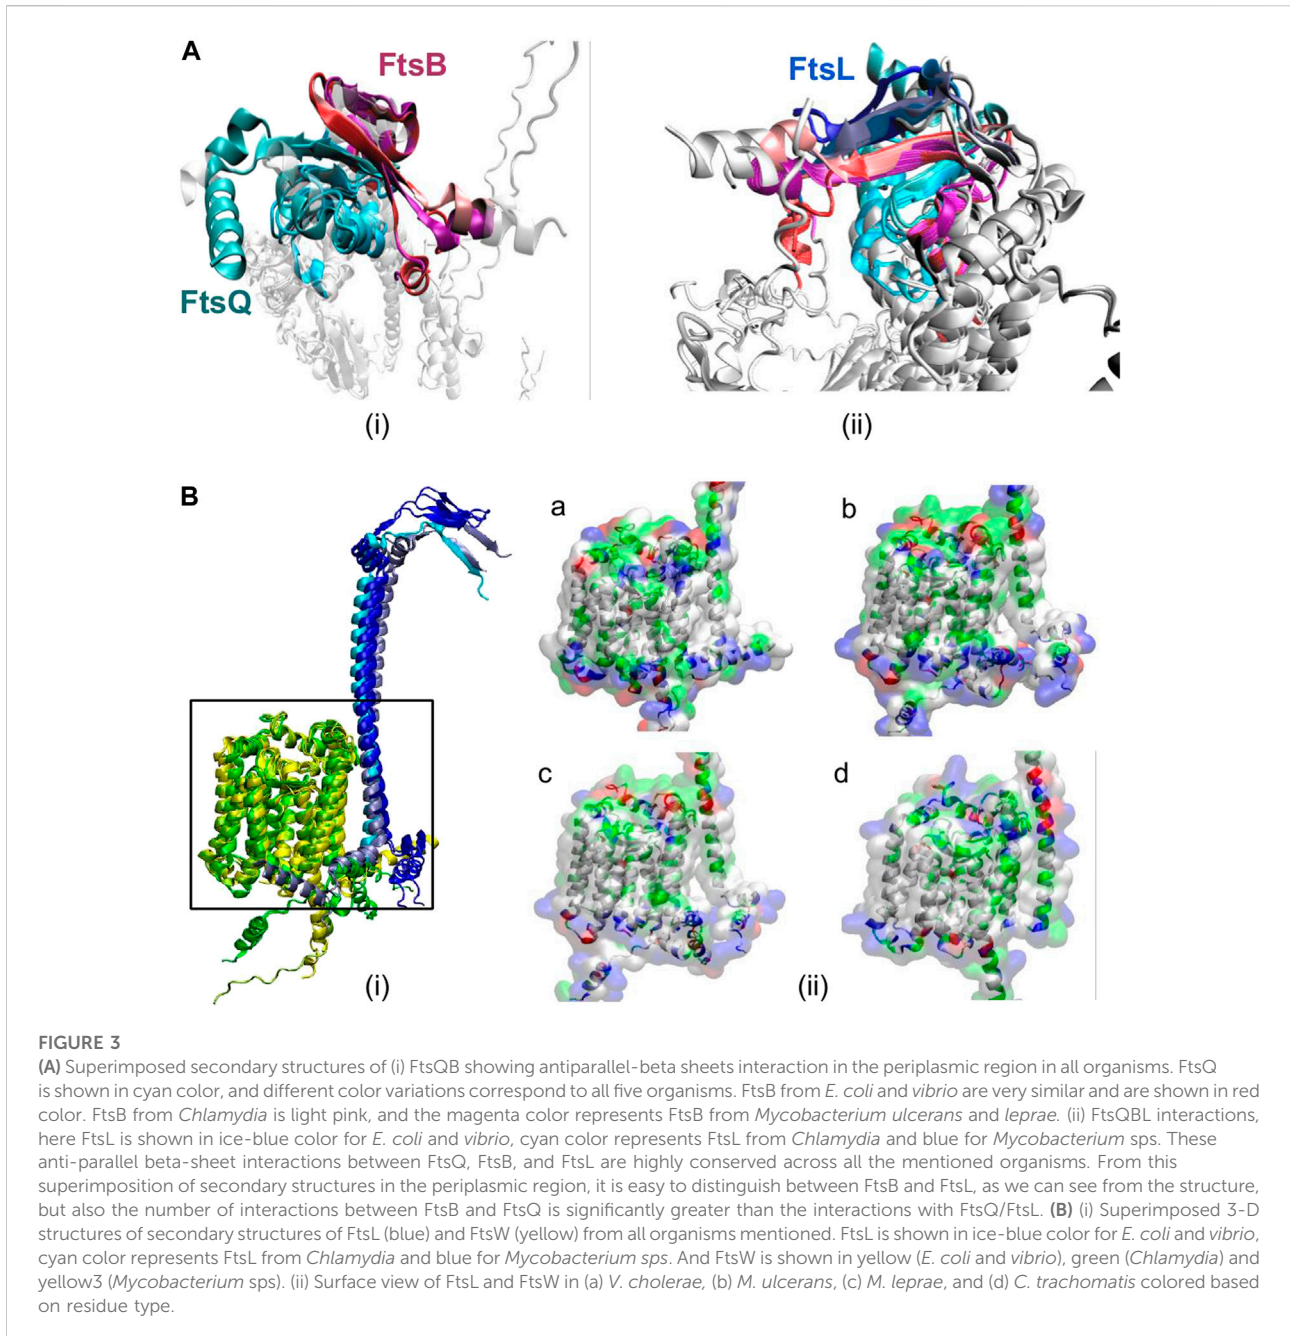 A
FtsB
FtsQ
(i)
FtsL
(ii)
B
(i)
a
b
c
d
(ii)
FIGURE 3
(A) Superimposed secondary structures of (i) FtsQB showing antiparallel-beta sheets interaction in the periplasmic region in all organisms. FtsQ
is shown in cyan color, and different color variations correspond to all five organisms. FtsB from E. coli and vibrio are very similar and are shown in red
color. FtsB from Chlamydia is light pink, and the magenta color represents FtsB from Mycobacterium ulcerans and leprae. (ii) FtsQBL interactions,
here FtsL is shown in ice-blue color for E. coli and vibrio, cyan color represents FtsL from Chlamydia and blue for Mycobacterium sps. These
anti-parallel beta-sheet interactions between FtsQ, FtsB, and FtsL are highly conserved across all the mentioned organisms. From this
superimposition of secondary structures in the periplasmic region, it is easy to distinguish between FtsB and FtsL, as we can see from the structure,
but also the number of interactions between FtsB and FtsQ is significantly greater than the interactions with FtsQ/FtsL. (B) (i) Superimposed 3-D
structures of secondary structures of FtsL (blue) and FtsW (yellow) from all organisms mentioned. FtsL is shown in ice-blue color for E. coli and vibrio,
cyan color represents FtsL from Chlamydia and blue for Mycobacterium sps. And FtsW is shown in yellow (E. coli and vibrio), green (Chlamydia) and
yellow3 (Mycobacterium sps). (ii) Surface view of FtsL and FtsW in (a) V. cholerae, (b) M. ulcerans, (c) M. leprae, and (d) C. trachomatis colored based
on residue type.